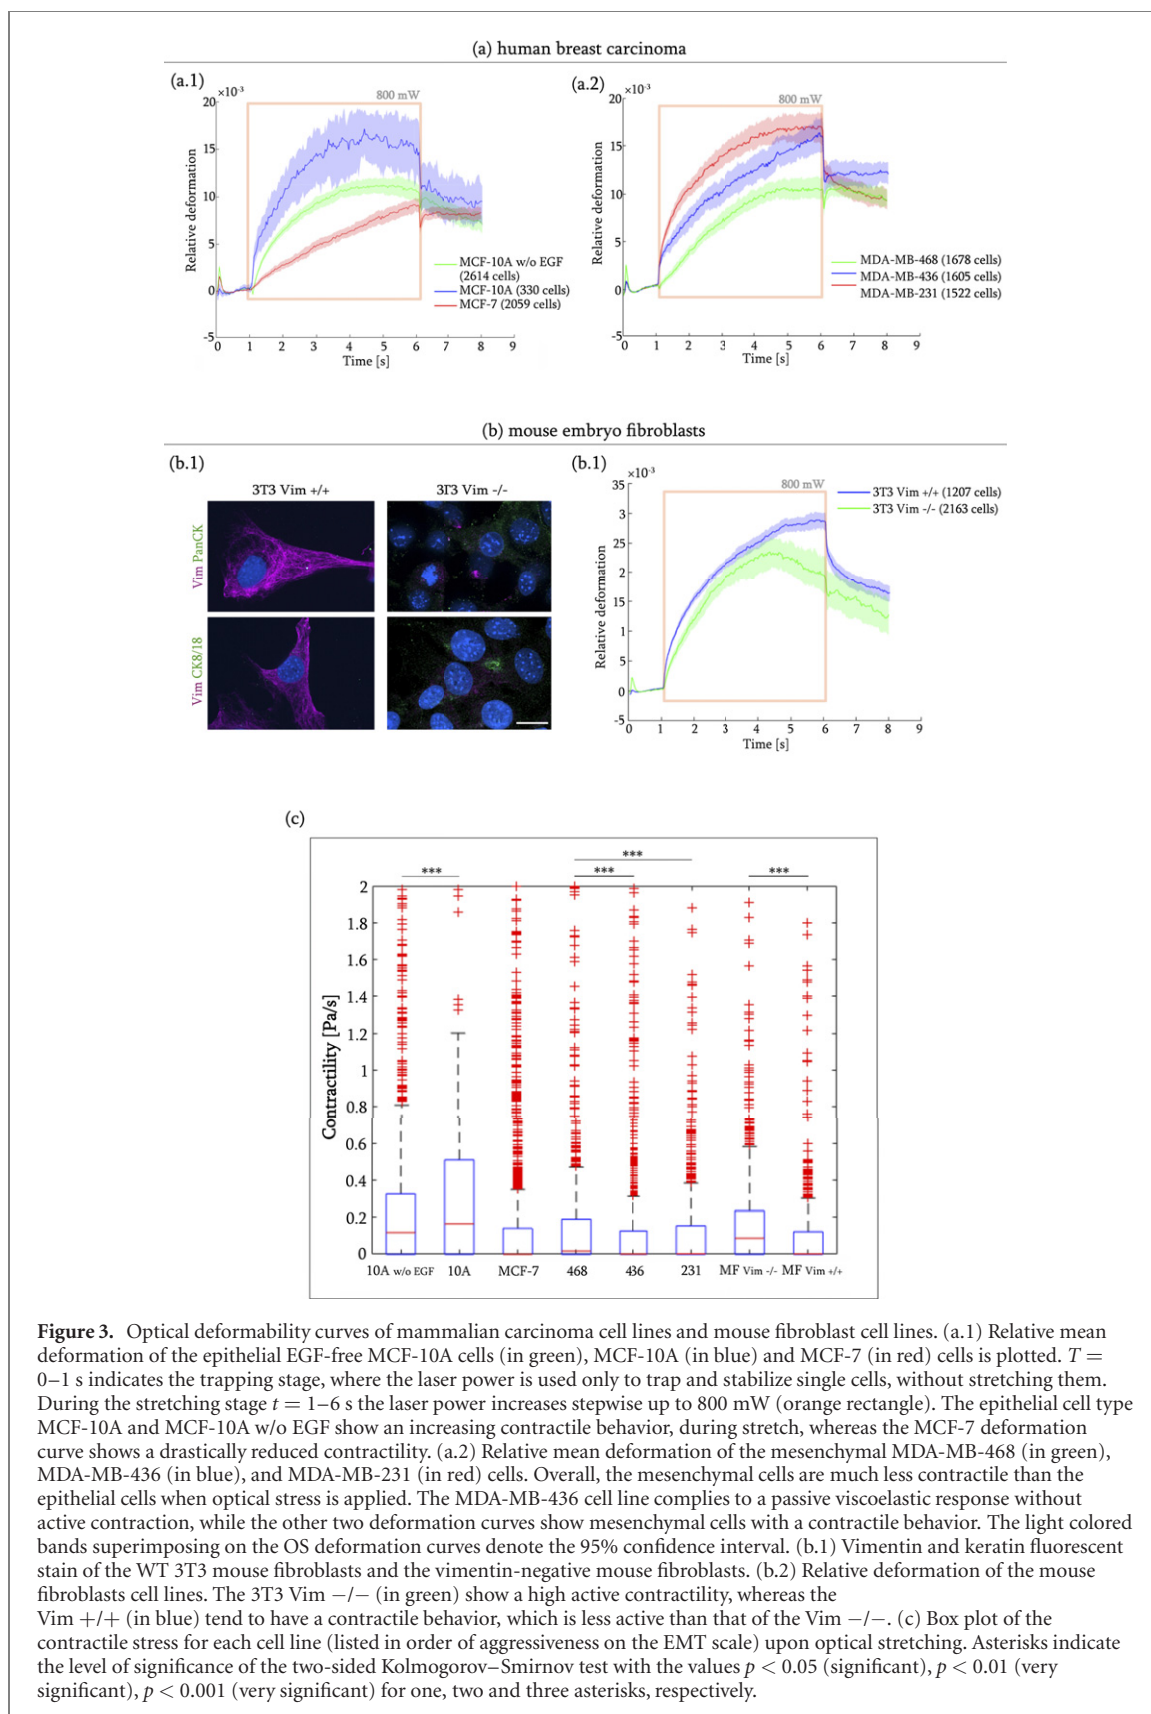 (a) human breast carcinoma
(a.1)
×10⁻³
800 mW
20
15
10
5
0
-5
Relative deformation
MCF-10A w/o EGF
(2614 cells)
MCF-10A (330 cells)
MCF-7 (2059 cells)
0 1 2 3 4 5 6 7 8 9
Time [s]
(a.2)
×10⁻³
800 mW
20
15
10
5
0
-5
Relative deformation
MDA-MB-468 (1678 cells)
MDA-MB-436 (1605 cells)
MDA-MB-231 (1522 cells)
0 1 2 3 4 5 6 7 8 9
Time [s]
(b) mouse embryo fibroblasts
(b.1)
3T3 Vim +/+
3T3 Vim -/-
Vim PanCK
Vim CK8/18
(b.1)
×10⁻³
800 mW
35
3
25
2
15
1
5
0
-5
Relative deformation
3T3 Vim +/+ (1207 cells)
3T3 Vim -/- (2163 cells)
0 1 2 3 4 5 6 7 8 9
Time [s]
(c)
***
*** *** ***
2
1.8
1.6
1.4
1.2
1
0.8
0.6
0.4
0.2
0
Contractility [Pa/s]
10A w/o EGF 10A MCF-7 468 436 231 MF Vim -/- MF Vim +/+
Figure 3. Optical deformability curves of mammalian carcinoma cell lines and mouse fibroblast cell lines. (a.1) Relative mean
deformation of the epithelial EGF-free MCF-10A cells (in green), MCF-10A (in blue) and MCF-7 (in red) cells is plotted. T =
0–1 s indicates the trapping stage, where the laser power is used only to trap and stabilize single cells, without stretching them.
During the stretching stage t = 1–6 s the laser power increases stepwise up to 800 mW (orange rectangle). The epithelial cell type
MCF-10A and MCF-10A w/o EGF show an increasing contractile behavior, during stretch, whereas the MCF-7 deformation
curve shows a drastically reduced contractility. (a.2) Relative mean deformation of the mesenchymal MDA-MB-468 (in green),
MDA-MB-436 (in blue), and MDA-MB-231 (in red) cells. Overall, the mesenchymal cells are much less contractile than the
epithelial cells when optical stress is applied. The MDA-MB-436 cell line complies to a passive viscoelastic response without
active contraction, while the other two deformation curves show mesenchymal cells with a contractile behavior. The light colored
bands superimposing on the OS deformation curves denote the 95% confidence interval. (b.1) Vimentin and keratin fluorescent
stain of the WT 3T3 mouse fibroblasts and the vimentin-negative mouse fibroblasts. (b.2) Relative deformation of the mouse
fibroblasts cell lines. The 3T3 Vim −/− (in green) show a high active contractility, whereas the
Vim +/+ (in blue) tend to have a contractile behavior, which is less active than that of the Vim −/−. (c) Box plot of the
contractile stress for each cell line (listed in order of aggressiveness on the EMT scale) upon optical stretching. Asterisks indicate
the level of significance of the two-sided Kolmogorov–Smirnov test with the values p < 0.05 (significant), p < 0.01 (very
significant), p < 0.001 (very significant) for one, two and three asterisks, respectively.